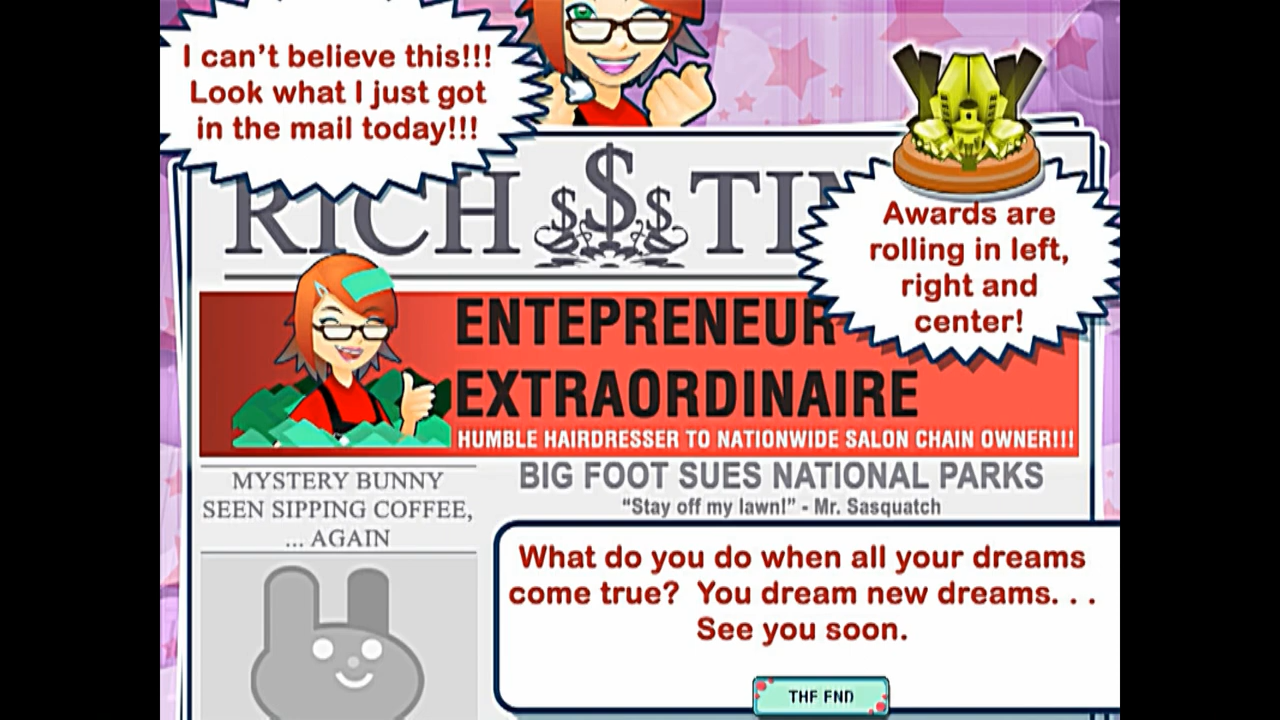 I can't believe this!!!
Look what I just got
in the mail today!!!
RICH $$$ TI
Awards are
rolling in left,
right and
center!
ENTEPRENEUR
EXTRAORDINAIRE
HUMBLE HAIRDRESSER TO NATIONWIDE SALON CHAIN OWNER!!!
MYSTERY BUNNY
SEEN SIPPING COFFEE,
... AGAIN
BIG FOOT SUES NATIONAL PARKS
“Stay off my lawn!” - Mr. Sasquatch
What do you do when all your dreams
come true? You dream new dreams. . .
See you soon.
THE END